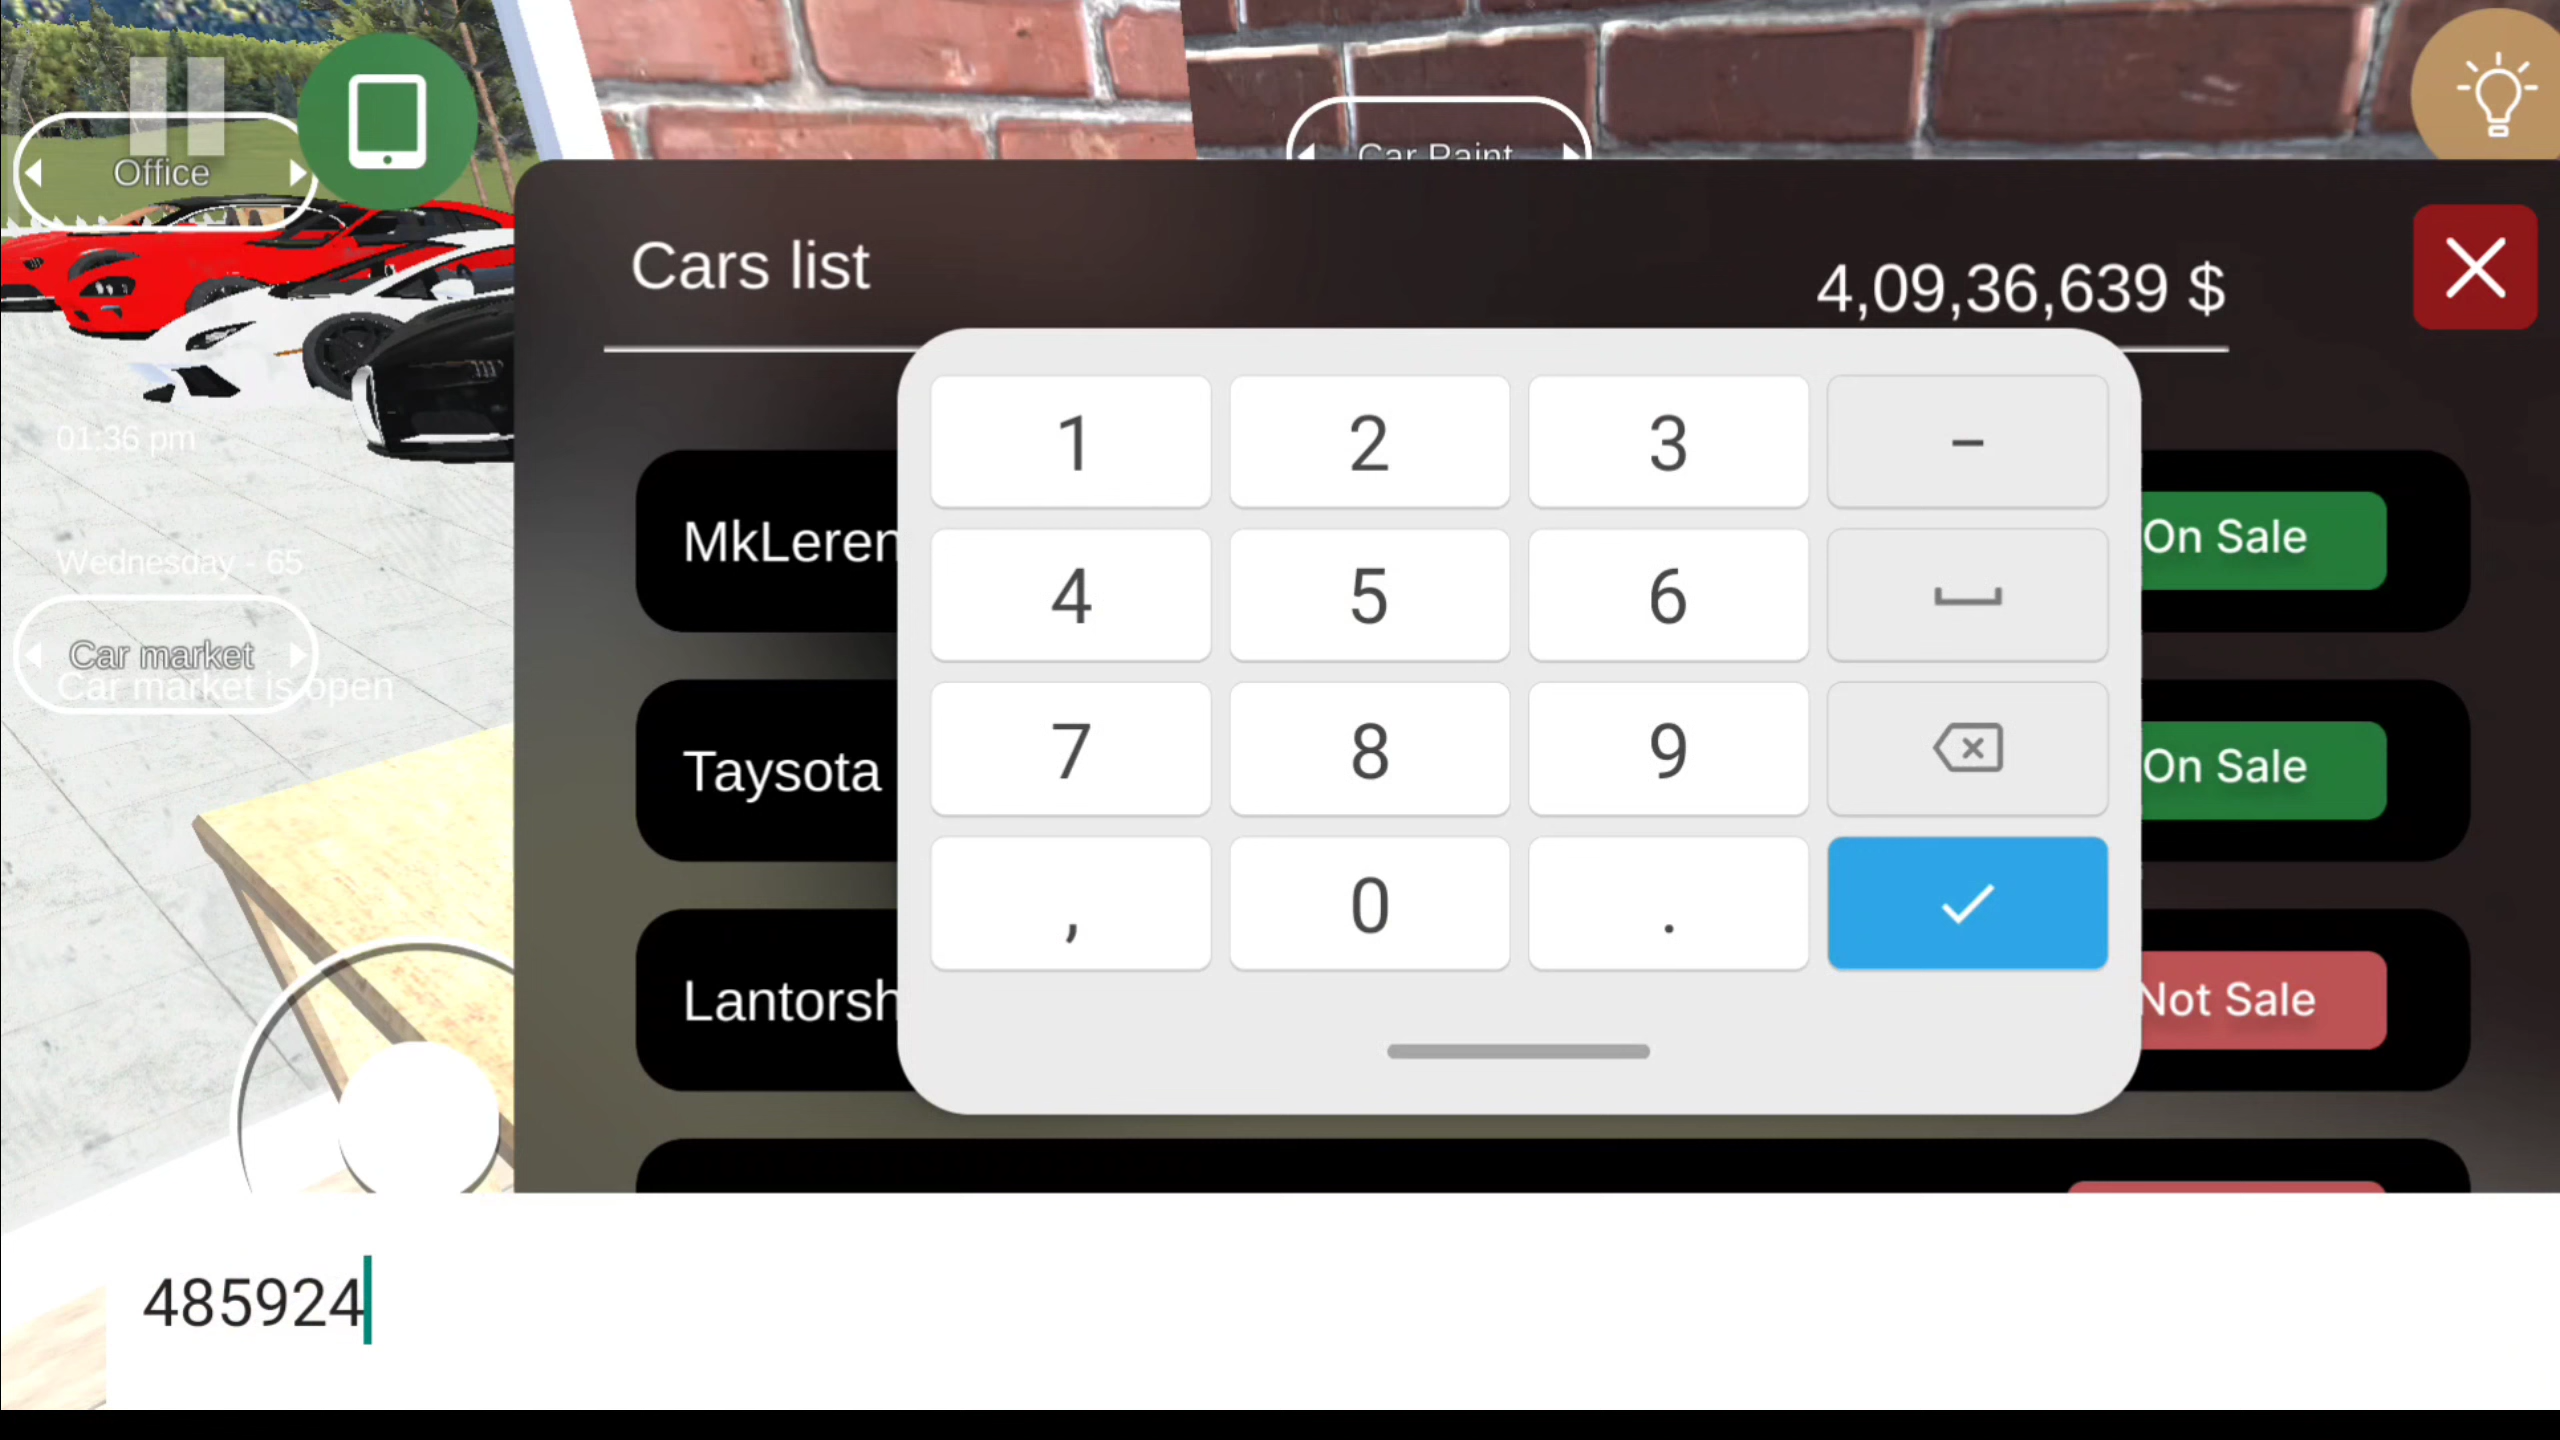 Office
Car Paint
Cars list
4,09,36,639 $
1 2 3 -
01:36 pm
MkLeren
On Sale
4 5 6
Wednesday - 65
Car market
Car market is open
7 8 9
Taysota
On Sale
, 0 .
Lantorsh
Not Sale
485924